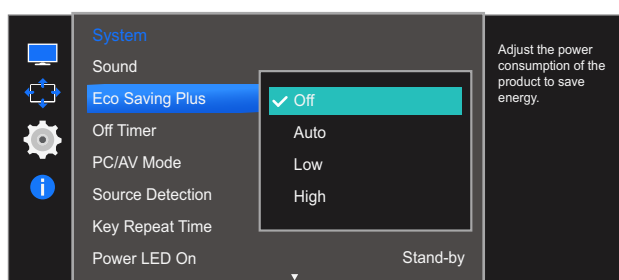 System
Sound
Eco Saving Plus
Off Timer
PC/AV Mode
Source Detection
Key Repeat Time
Power LED On
Stand-by
Off
Auto
Low
High
Adjust the power
consumption of the
product to save
energy.